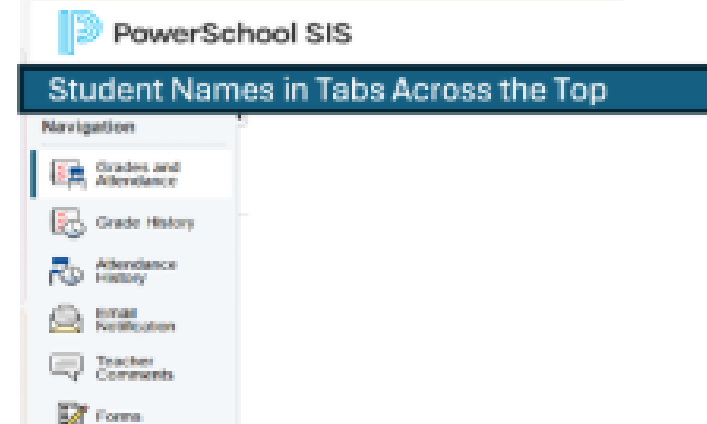 PowerSchool SIS
Student Names in Tabs Across the Top
Navigation
Grades and
Attendance
Grade History
Attendance
History
Email
Notification
Teacher
Comments
Forms